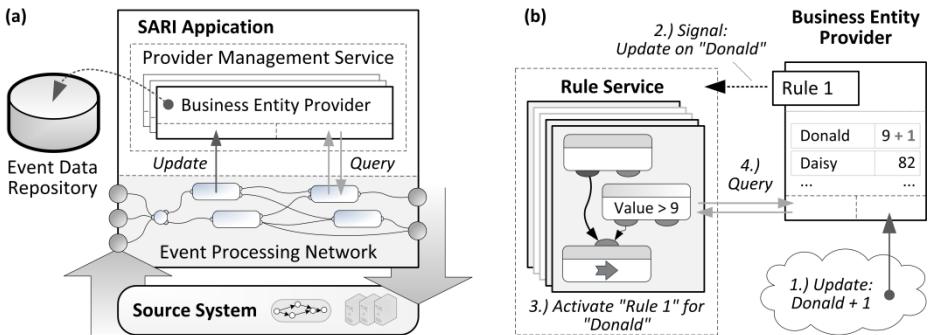 (a)
SARI Appication
Provider Management Service
Business Entity Provider
Event Data
Repository
Update
Query
Event Processing Network
Source System
(b)
2.) Signal:
Update on "Donald"
Business Entity
Provider
Rule Service
Rule 1
Donald 9 + 1
Daisy 82
... ...
Value > 9
4.)
Query
1.) Update:
Donald + 1
3.) Activate "Rule 1" for
"Donald"